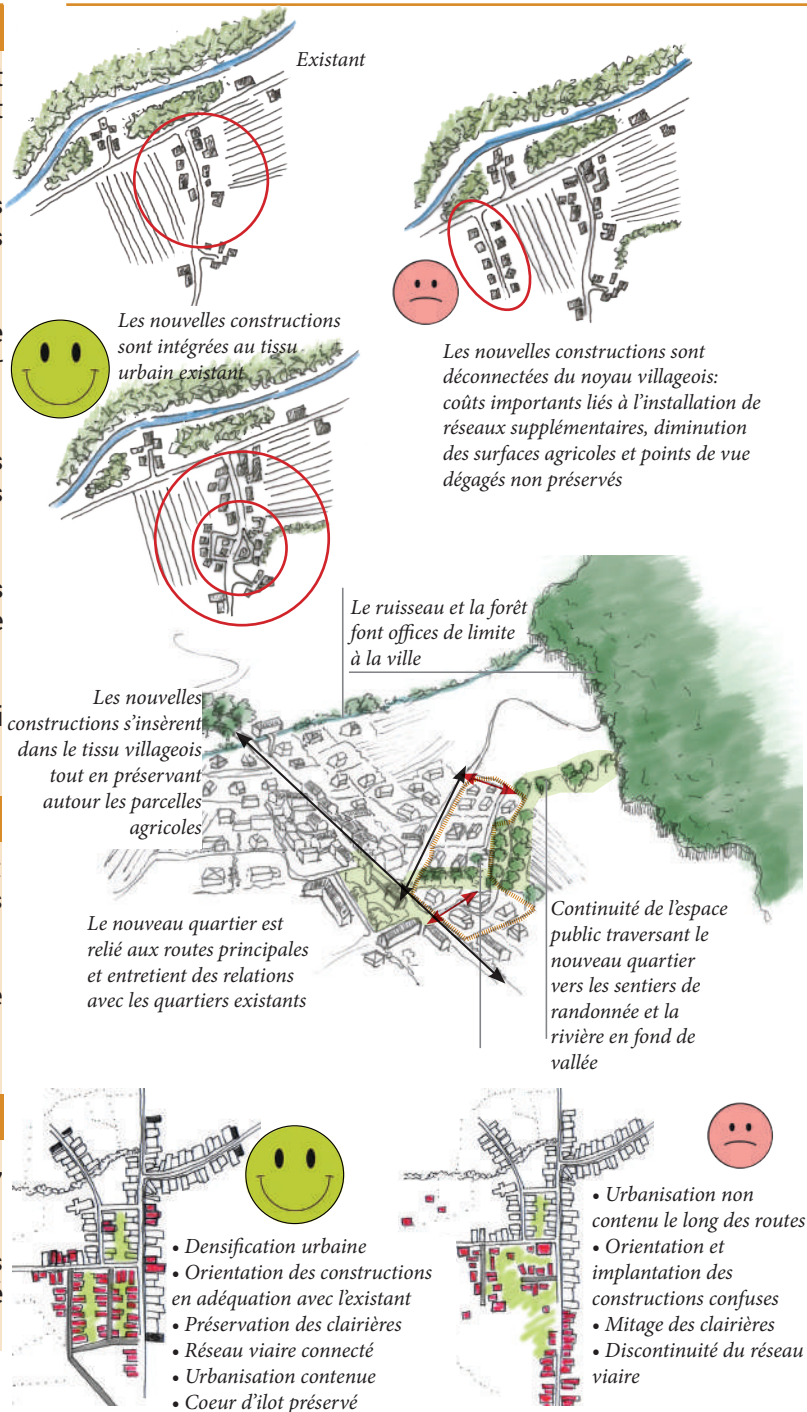 Existant
Les nouvelles constructions
sont intégrées au tissu
urbain existant
Les nouvelles constructions sont
déconnectées du noyau villageois:
coûts importants liés à l'installation de
réseaux supplémentaires, diminution
des surfaces agricoles et points de vue
dégagés non préservés
Le ruisseau et la forêt
font offices de limite
à la ville
Les nouvelles
constructions s'insèrent
dans le tissu villageois
tout en préservant
autour les parcelles
agricoles
Le nouveau quartier est
relié aux routes principales
et entretient des relations
avec les quartiers existants
Continuité de l'espace
public traversant le
nouveau quartier
vers les sentiers de
randonnée et la
rivière en fond de
vallée
• Densification urbaine
• Orientation des constructions
en adéquation avec l'existant
• Préservation des clairières
• Réseau viaire connecté
• Urbanisation contenue
• Coeur d'ilot préservé
• Urbanisation non
contenu le long des routes
• Orientation et
implantation des
constructions confuses
• Mitage des clairières
• Discontinuité du réseau
viaire